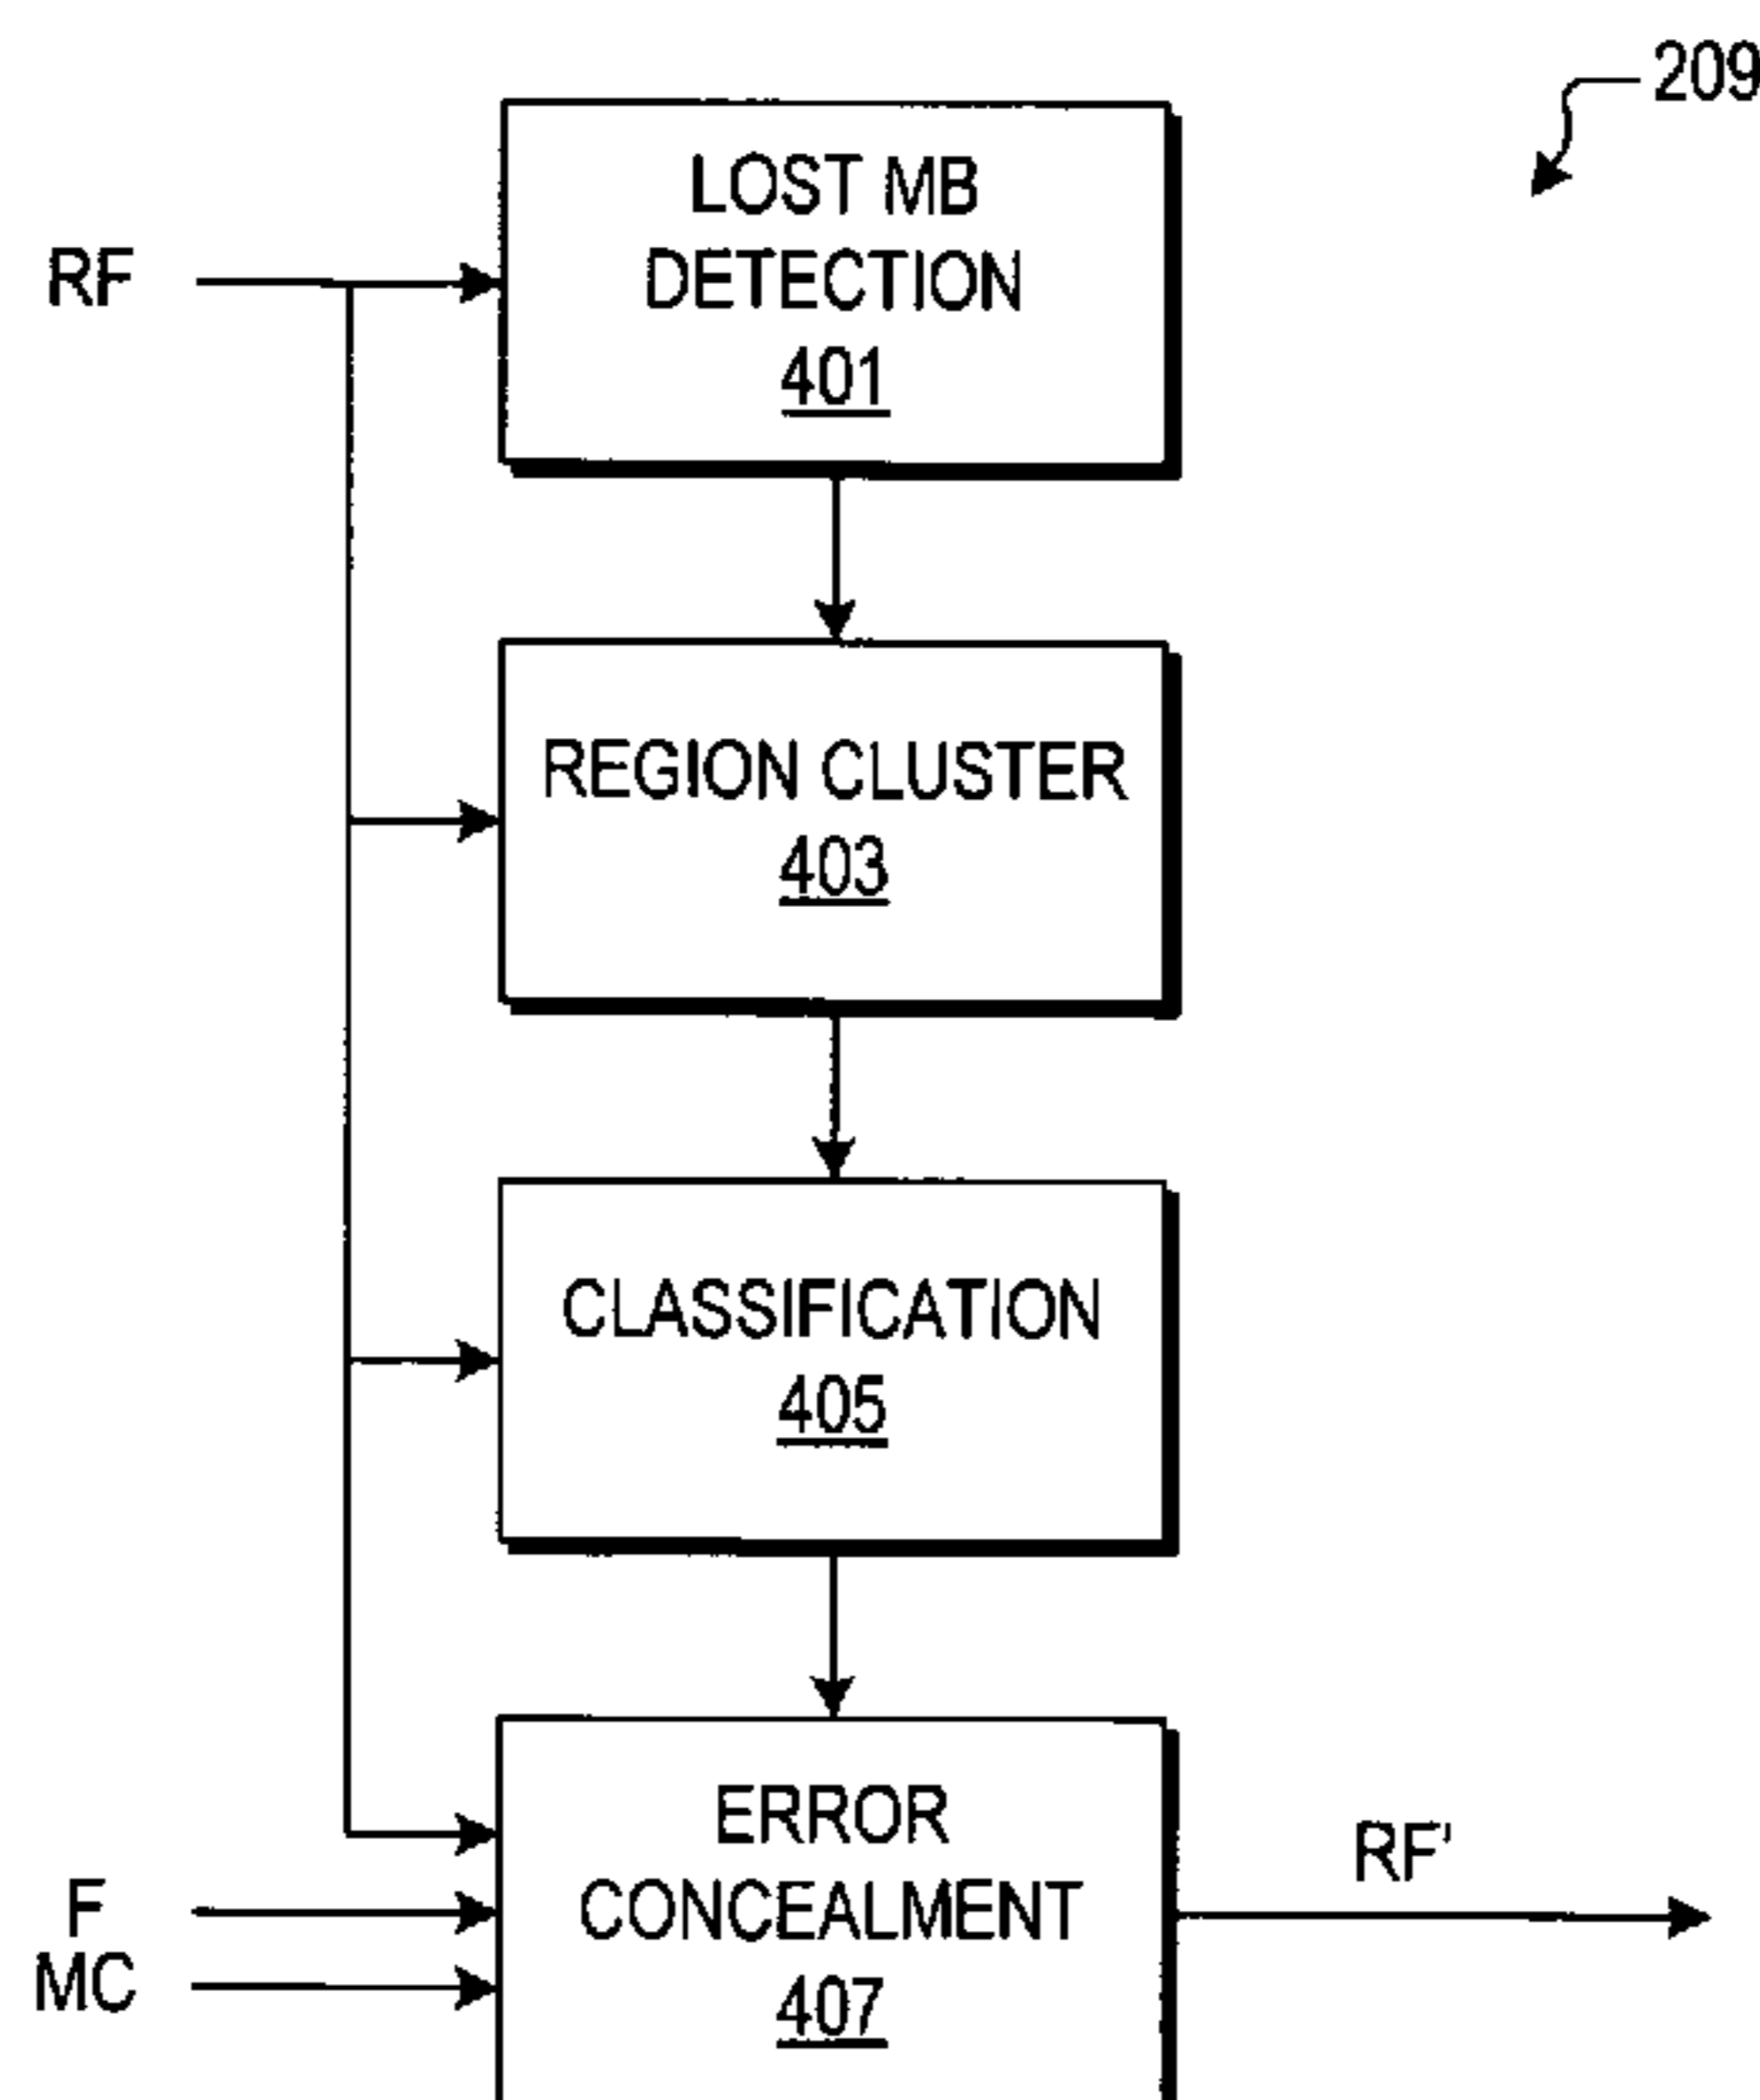 209
LOST MB
DETECTION
401
RF
REGION CLUSTER
403
CLASSIFICATION
405
ERROR
CONCEALMENT
407
F
MC
RF'